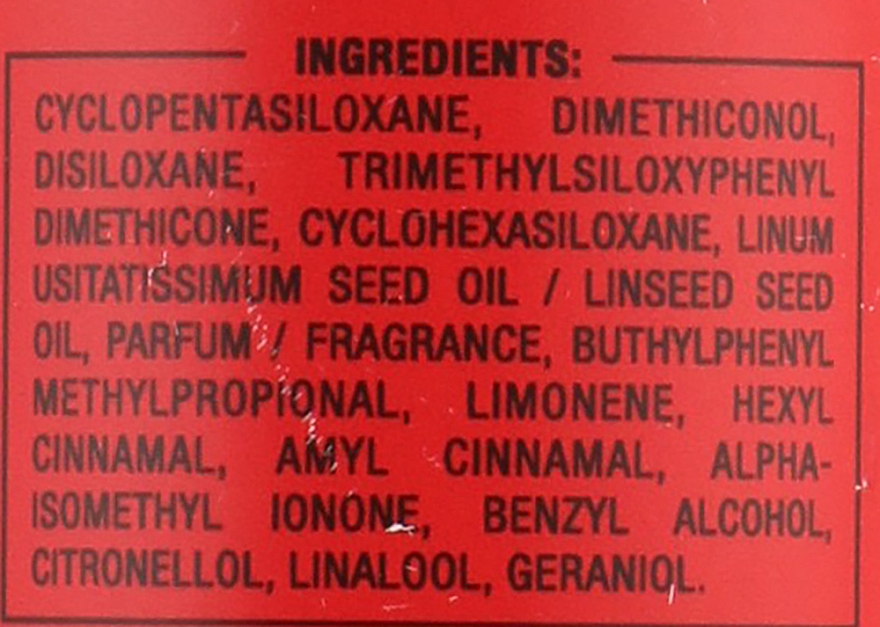 INGREDIENTS:
CYCLOPENTASILOXANE, DIMETHICONOL,
DISILOXANE, TRIMETHYLSILOXYPHENYL
DIMETHICONE, CYCLOHEXASILOXANE, LINUM
USITATISSIMUM SEED OIL / LINSEED SEED
OIL, PARFUM / FRAGRANCE, BUTHYLPHENYL
METHYLPROPIONAL, LIMONENE, HEXYL
CINNAMAL, AMYL CINNAMAL, ALPHA-
ISOMETHYL IONONE, BENZYL ALCOHOL,
CITRONELLOL, LINALOOL, GERANIOL.